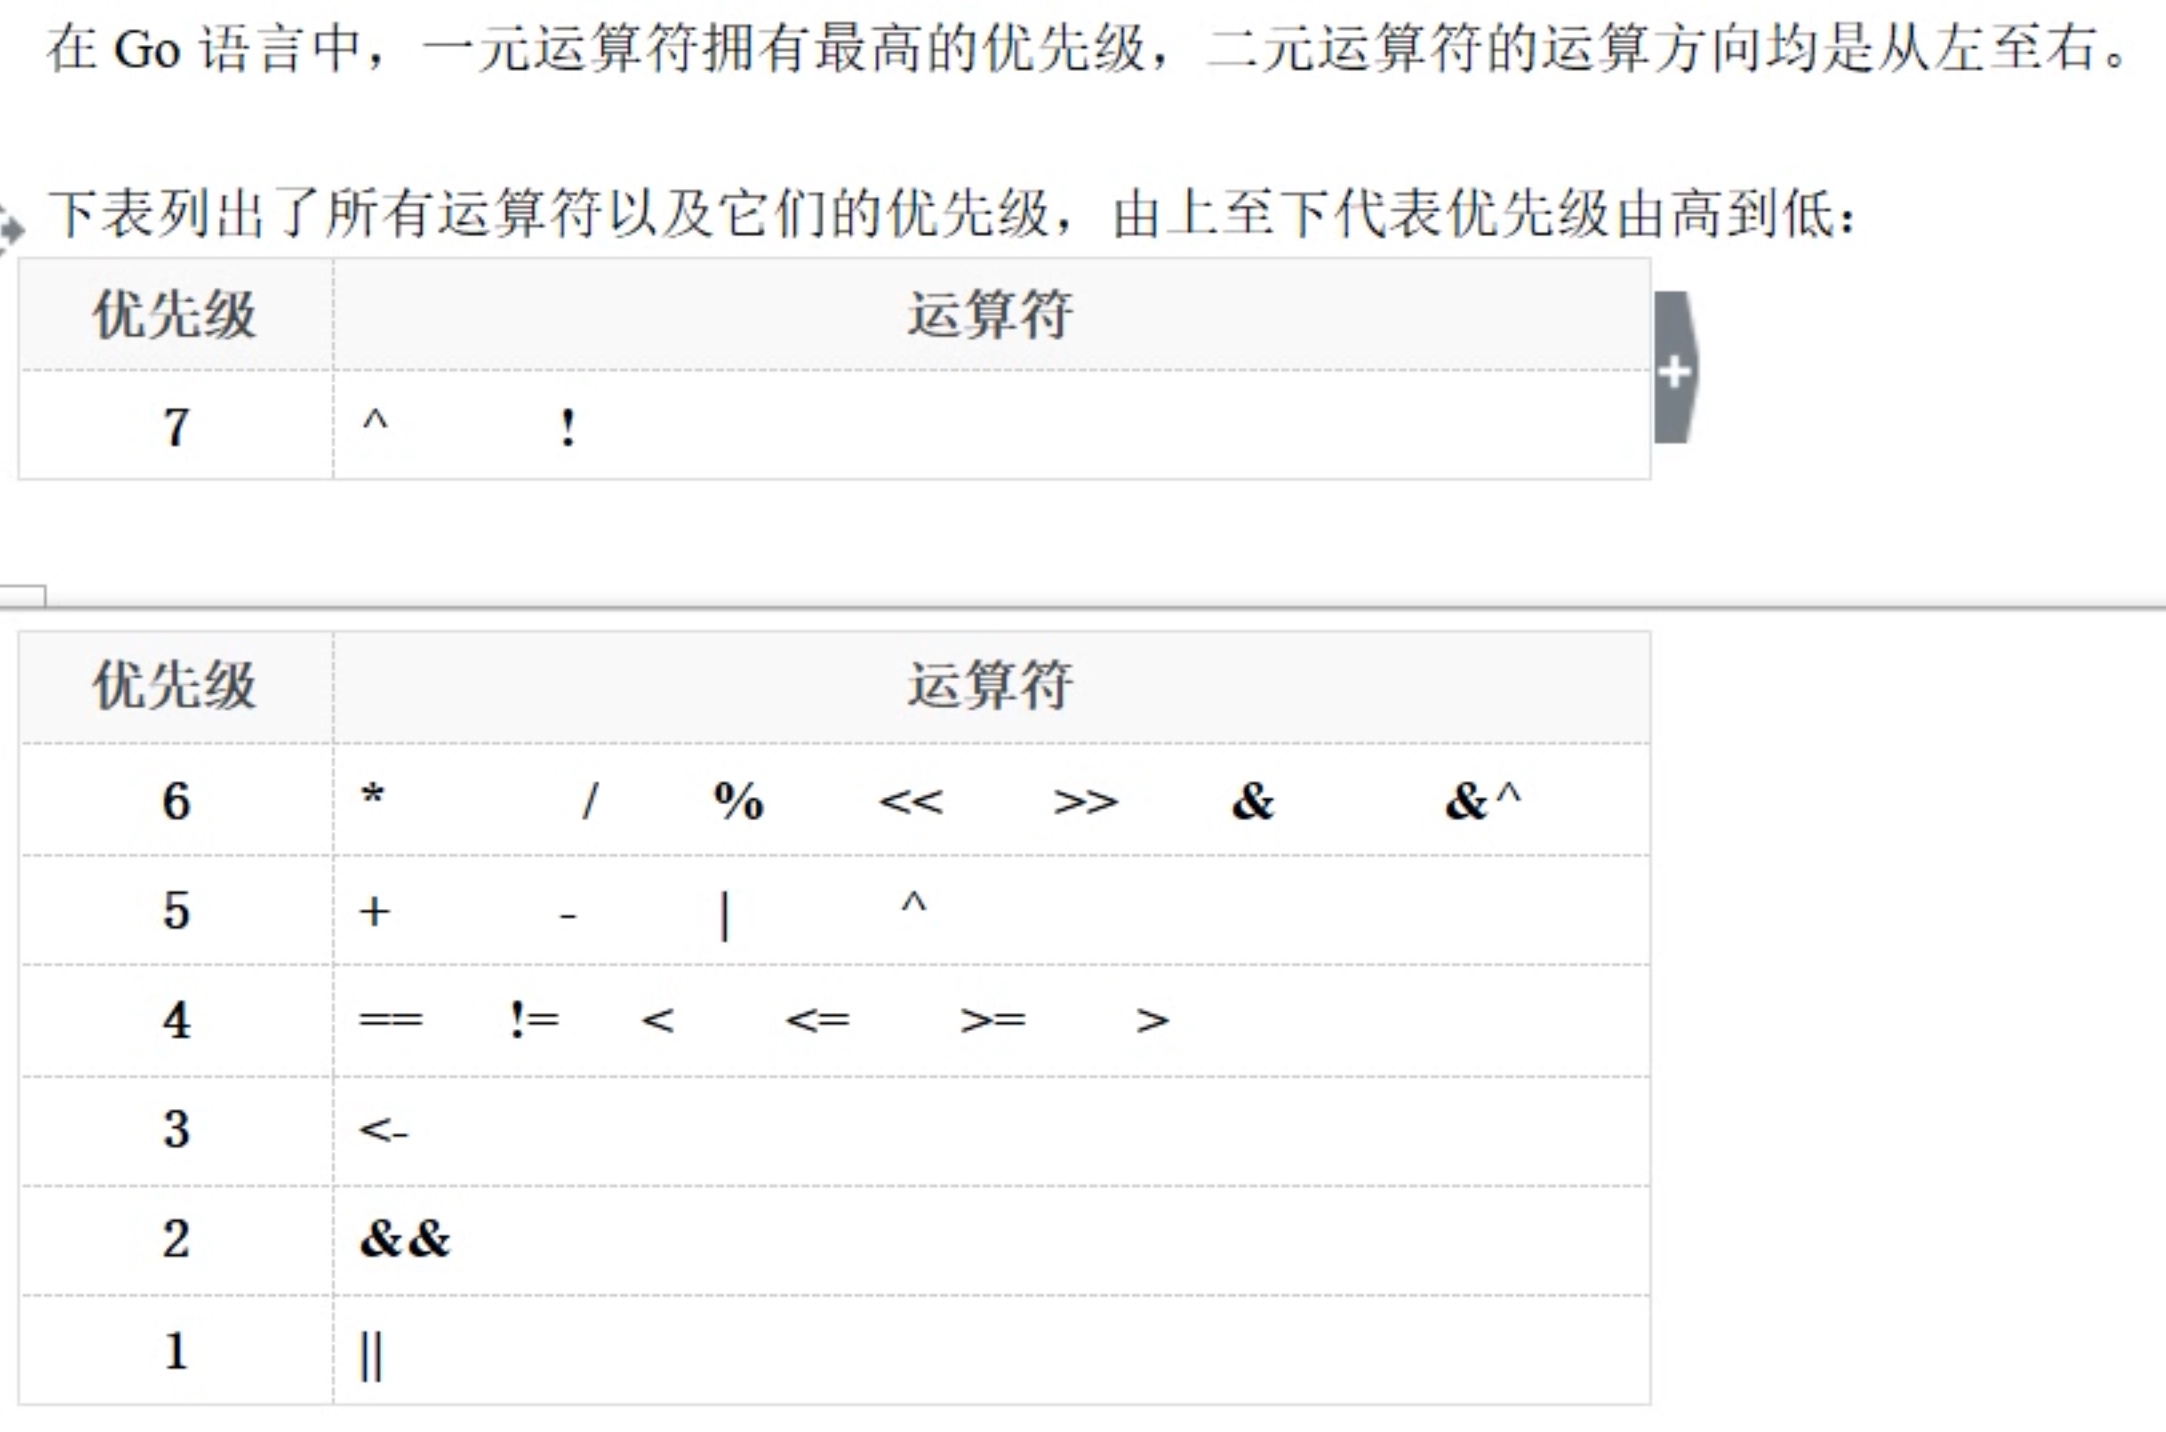 在 Go 语言中，一元运算符拥有最高的优先级，二元运算符的运算方向均是从左至右。
下表列出了所有运算符以及它们的优先级，由上至下代表优先级由高到低：
优先级 运算符
7 ^ !
优先级 运算符
6 * / % << >> & &^
5 + - | ^
4 == != < <= >= >
3 <-
2 &&
1 ||